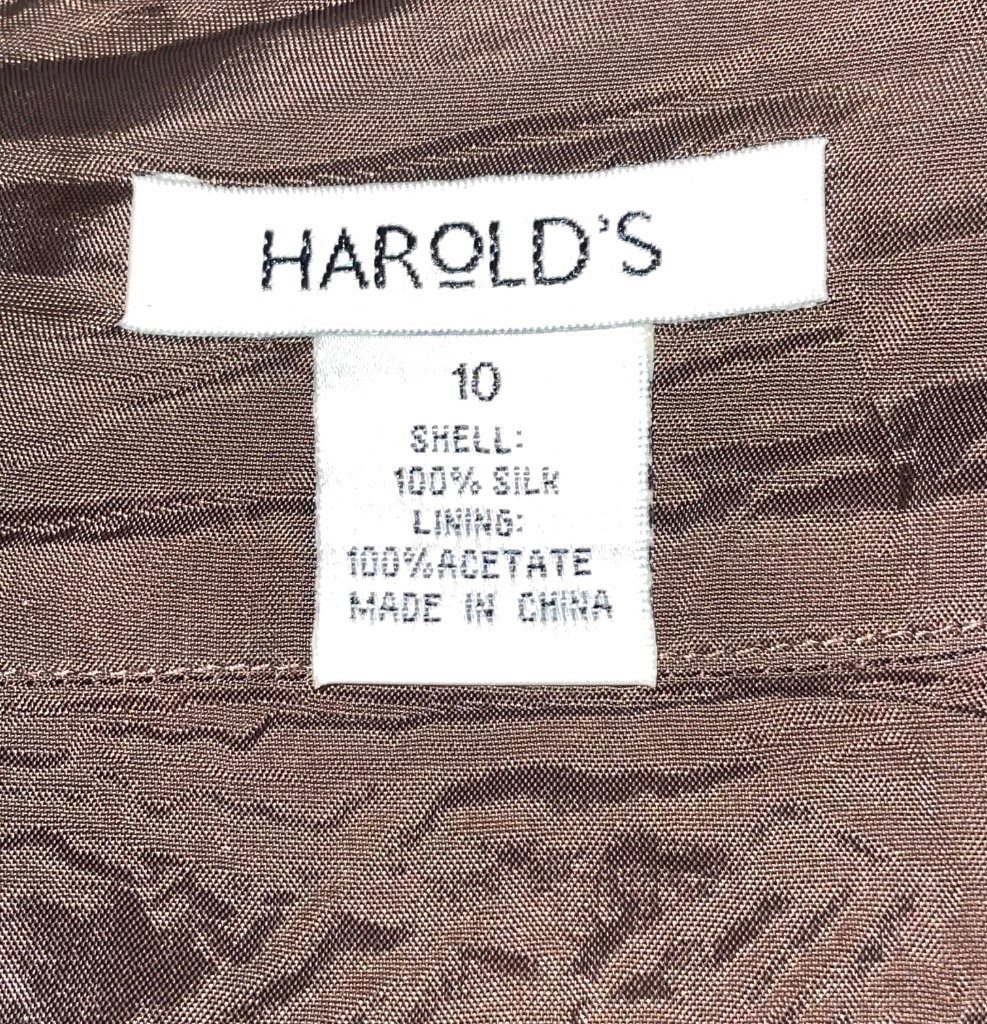 HAROLD'S
10
SHELL:
100% SILK
LINING:
100%ACETATE
MADE IN CHINA